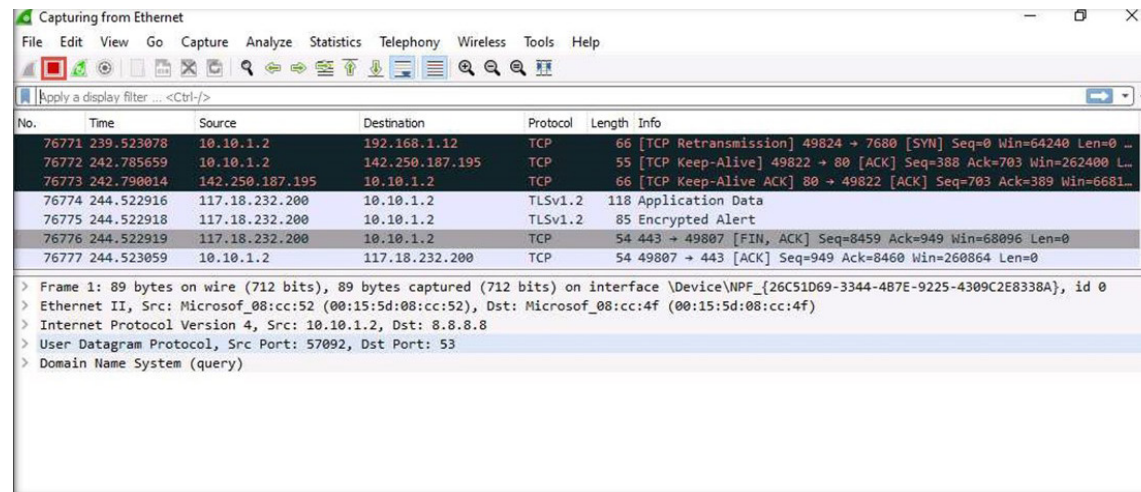 Capturing from Ethernet
File Edit View Go Capture Analyze Statistics Telephony Wireless Tools Help
Apply a display filter ... <Ctrl-/>
No. Time Source Destination Protocol Length Info
76771 239.523078 10.10.1.2 192.168.1.12 TCP 66 [TCP Retransmission] 49824 → 7680 [SYN] Seq=0 Win=64240 Len=0 …
76772 242.785659 10.10.1.2 142.250.187.195 TCP 55 [TCP Keep-Alive] 49822 → 80 [ACK] Seq=388 Ack=703 Win=262400 L…
76773 242.790014 142.250.187.195 10.10.1.2 TCP 66 [TCP Keep-Alive ACK] 80 → 49822 [ACK] Seq=703 Ack=389 Win=6681…
76774 244.522916 117.18.232.200 10.10.1.2 TLSv1.2 118 Application Data
76775 244.522918 117.18.232.200 10.10.1.2 TLSv1.2 85 Encrypted Alert
76776 244.522919 117.18.232.200 10.10.1.2 TCP 54 443 → 49807 [FIN, ACK] Seq=8459 Ack=949 Win=68096 Len=0
76777 244.523059 10.10.1.2 117.18.232.200 TCP 54 49807 → 443 [ACK] Seq=949 Ack=8460 Win=260864 Len=0
> Frame 1: 89 bytes on wire (712 bits), 89 bytes captured (712 bits) on interface \Device\NPF_{26C51D69-3344-4B7E-9225-4309C2E8338A}, id 0
> Ethernet II, Src: Microsof_08:cc:52 (00:15:5d:08:cc:52), Dst: Microsof_08:cc:4f (00:15:5d:08:cc:4f)
> Internet Protocol Version 4, Src: 10.10.1.2, Dst: 8.8.8.8
> User Datagram Protocol, Src Port: 57092, Dst Port: 53
> Domain Name System (query)